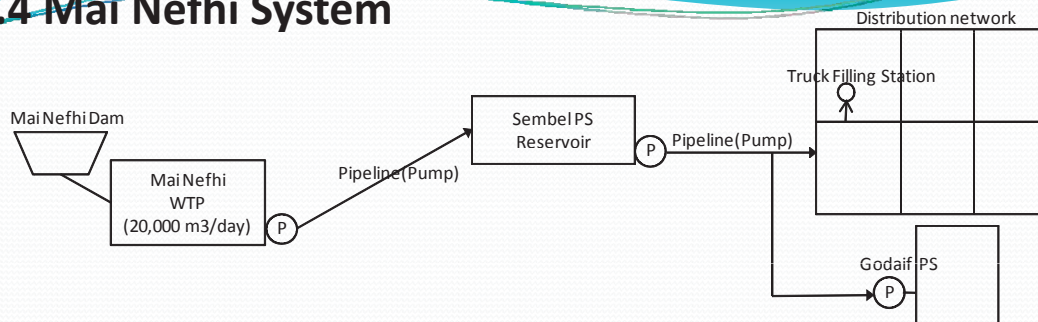 .4 Mai Nefhi System
Distribution network
Truck Filling Station
Mai Nefhi Dam
Sembel PS
Reservoir
P
Pipeline(Pump)
Pipeline(Pump)
Mai Nefhi
WTP
(20,000 m3/day)
P
Godaif PS
P